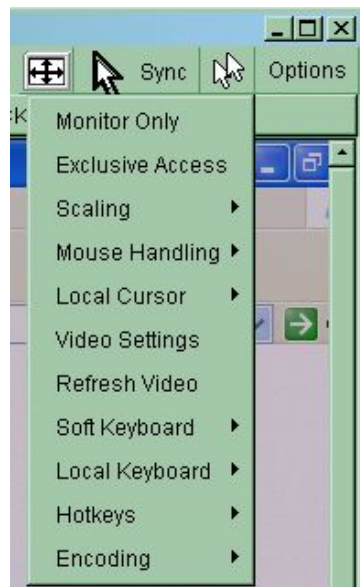 Sync Options
Monitor Only
Exclusive Access
Scaling
Mouse Handling
Local Cursor
Video Settings
Refresh Video
Soft Keyboard
Local Keyboard
Hotkeys
Encoding